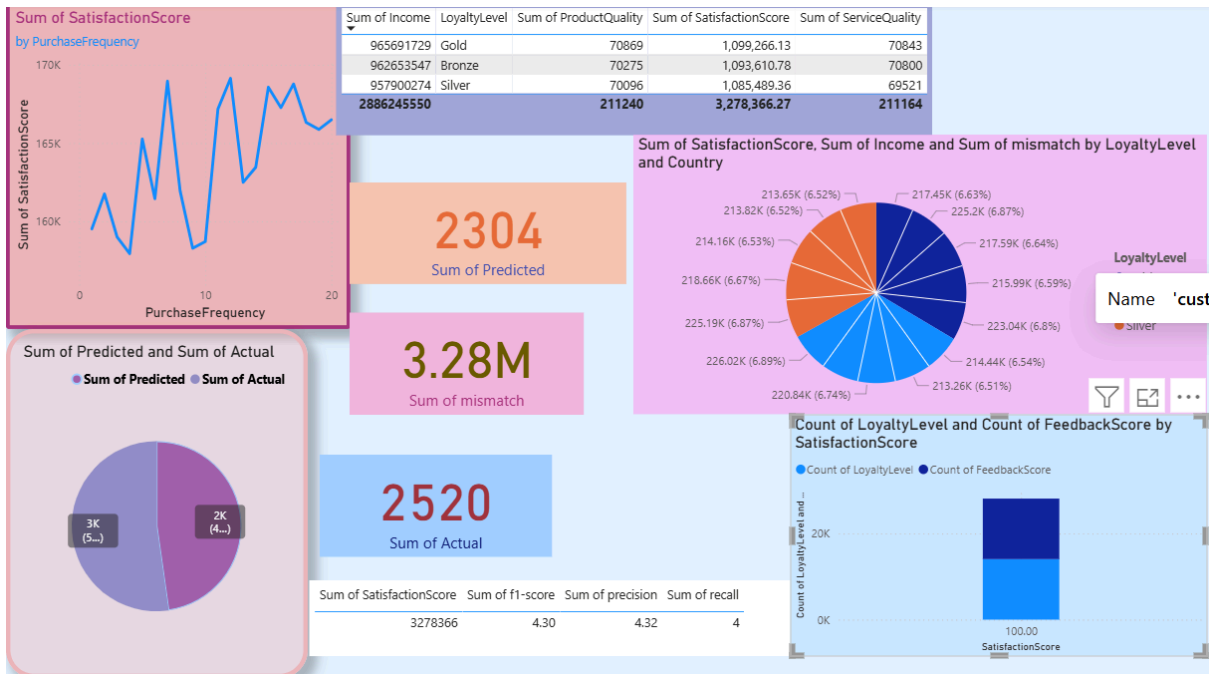 Sum of SatisfactionScore
by PurchaseFrequency
170K
165K
160K
Sum of SatisfactionScore
0 10 20
PurchaseFrequency
Sum of Income LoyaltyLevel Sum of ProductQuality Sum of SatisfactionScore Sum of ServiceQuality
965691729 Gold 70869 1,099,266.13 70843
962653547 Bronze 70275 1,093,610.78 70800
957900274 Silver 70096 1,085,489.36 69521
2886245550 211240 3,278,366.27 211164
2304
Sum of Predicted
3.28M
Sum of mismatch
2520
Sum of Actual
Sum of SatisfactionScore, Sum of Income and Sum of mismatch by LoyaltyLevel
and Country
213.65K (6.52%)
217.45K (6.63%)
213.82K (6.52%)
225.2K (6.87%)
214.16K (6.53%)
217.59K (6.64%)
218.66K (6.67%)
215.99K (6.59%)
225.19K (6.87%)
223.04K (6.8%)
226.02K (6.89%)
214.44K (6.54%)
220.84K (6.74%)
213.26K (6.51%)
LoyaltyLevel
Name 'cust
Silver
Sum of Predicted and Sum of Actual
Sum of Predicted Sum of Actual
3K
(5...)
2K
(4...)
Sum of SatisfactionScore Sum of f1-score Sum of precision Sum of recall
3278366 4.30 4.32 4
Count of LoyaltyLevel and Count of FeedbackScore by
SatisfactionScore
Count of LoyaltyLevel Count of FeedbackScore
Count of LoyaltyLevel and ...
20K
0K
100.00
SatisfactionScore